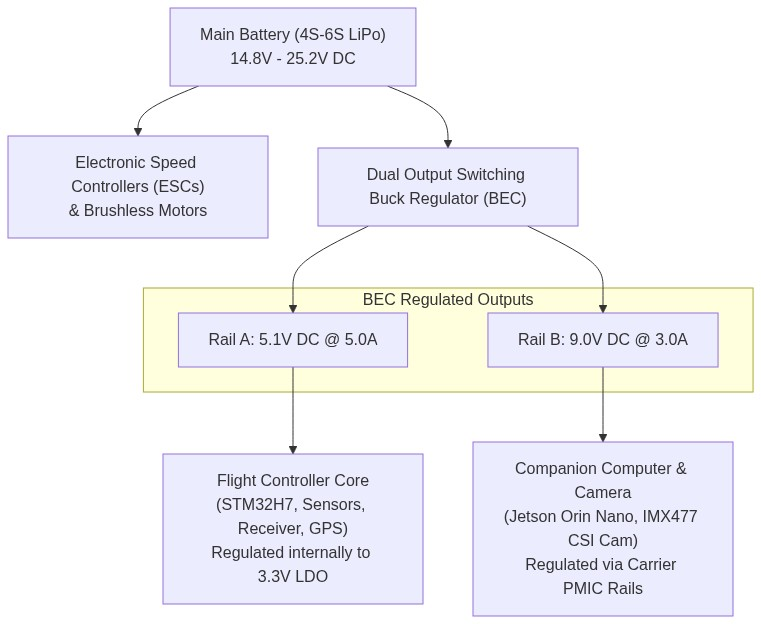 Main Battery (4S-6S LiPo)
14.8V - 25.2V DC
Electronic Speed
Controllers (ESCs)
& Brushless Motors
Dual Output Switching
Buck Regulator (BEC)
BEC Regulated Outputs
Rail A: 5.1V DC @ 5.0A
Rail B: 9.0V DC @ 3.0A
Flight Controller Core
(STM32H7, Sensors,
Receiver, GPS)
Regulated internally to
3.3V LDO
Companion Computer &
Camera
(Jetson Orin Nano, IMX477
CSI Cam)
Regulated via Carrier
PMIC Rails